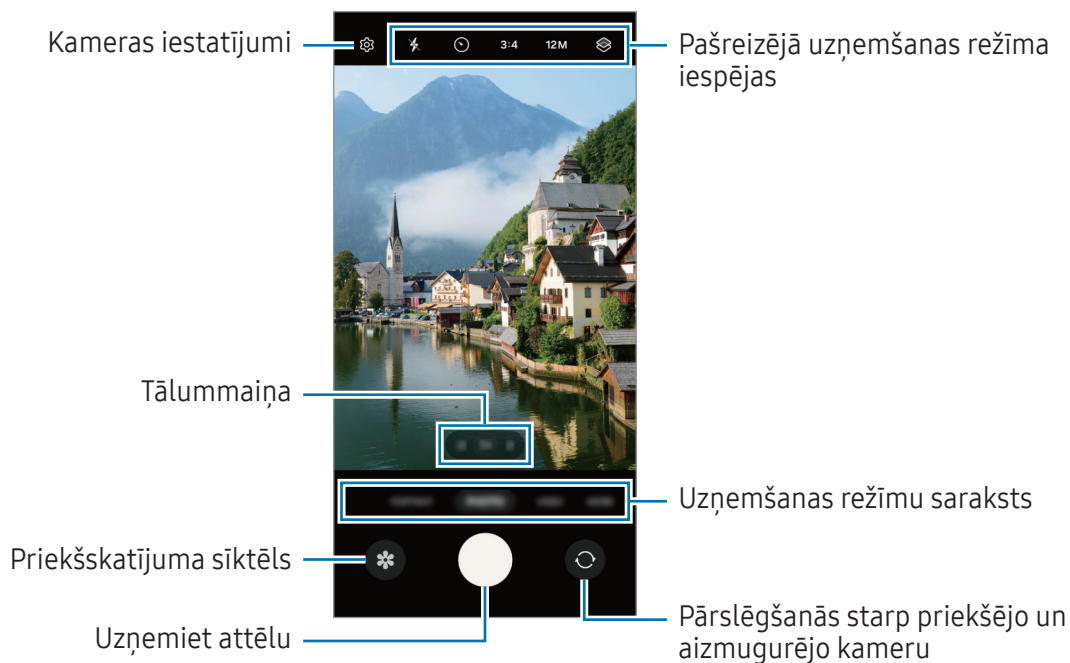 Kameras iestatījumi
3:4
12M
Pašreizējā uzņemšanas režīma
iespējas
Tālummaiņa
Uzņemšanas režīmu saraksts
Priekšskatījuma sīktēls
Uzņemiet attēlu
Pārslēgšanās starp priekšējo un
aizmugurējo kameru